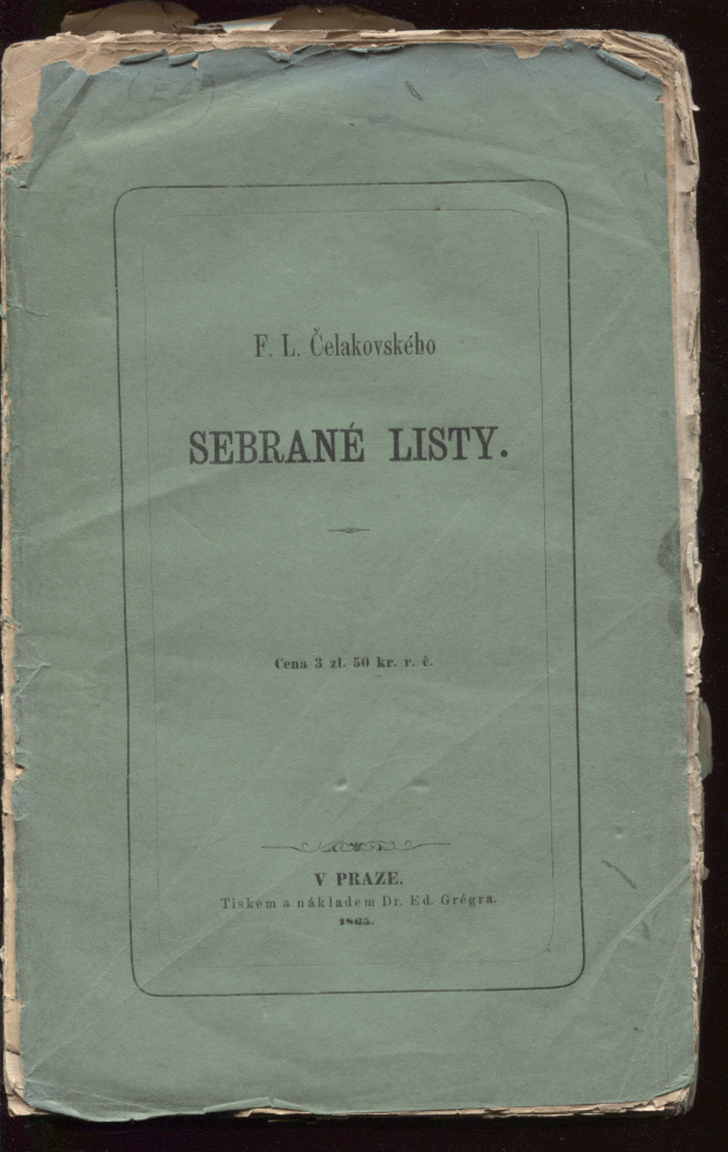 F. L. Čelakovského
SEBRANÉ LISTY.
Cena 3 zl. 50 kr. r. č.
V PRAZE.
Tiskem a nákladem Dr. Ed. Grégra.
1865.